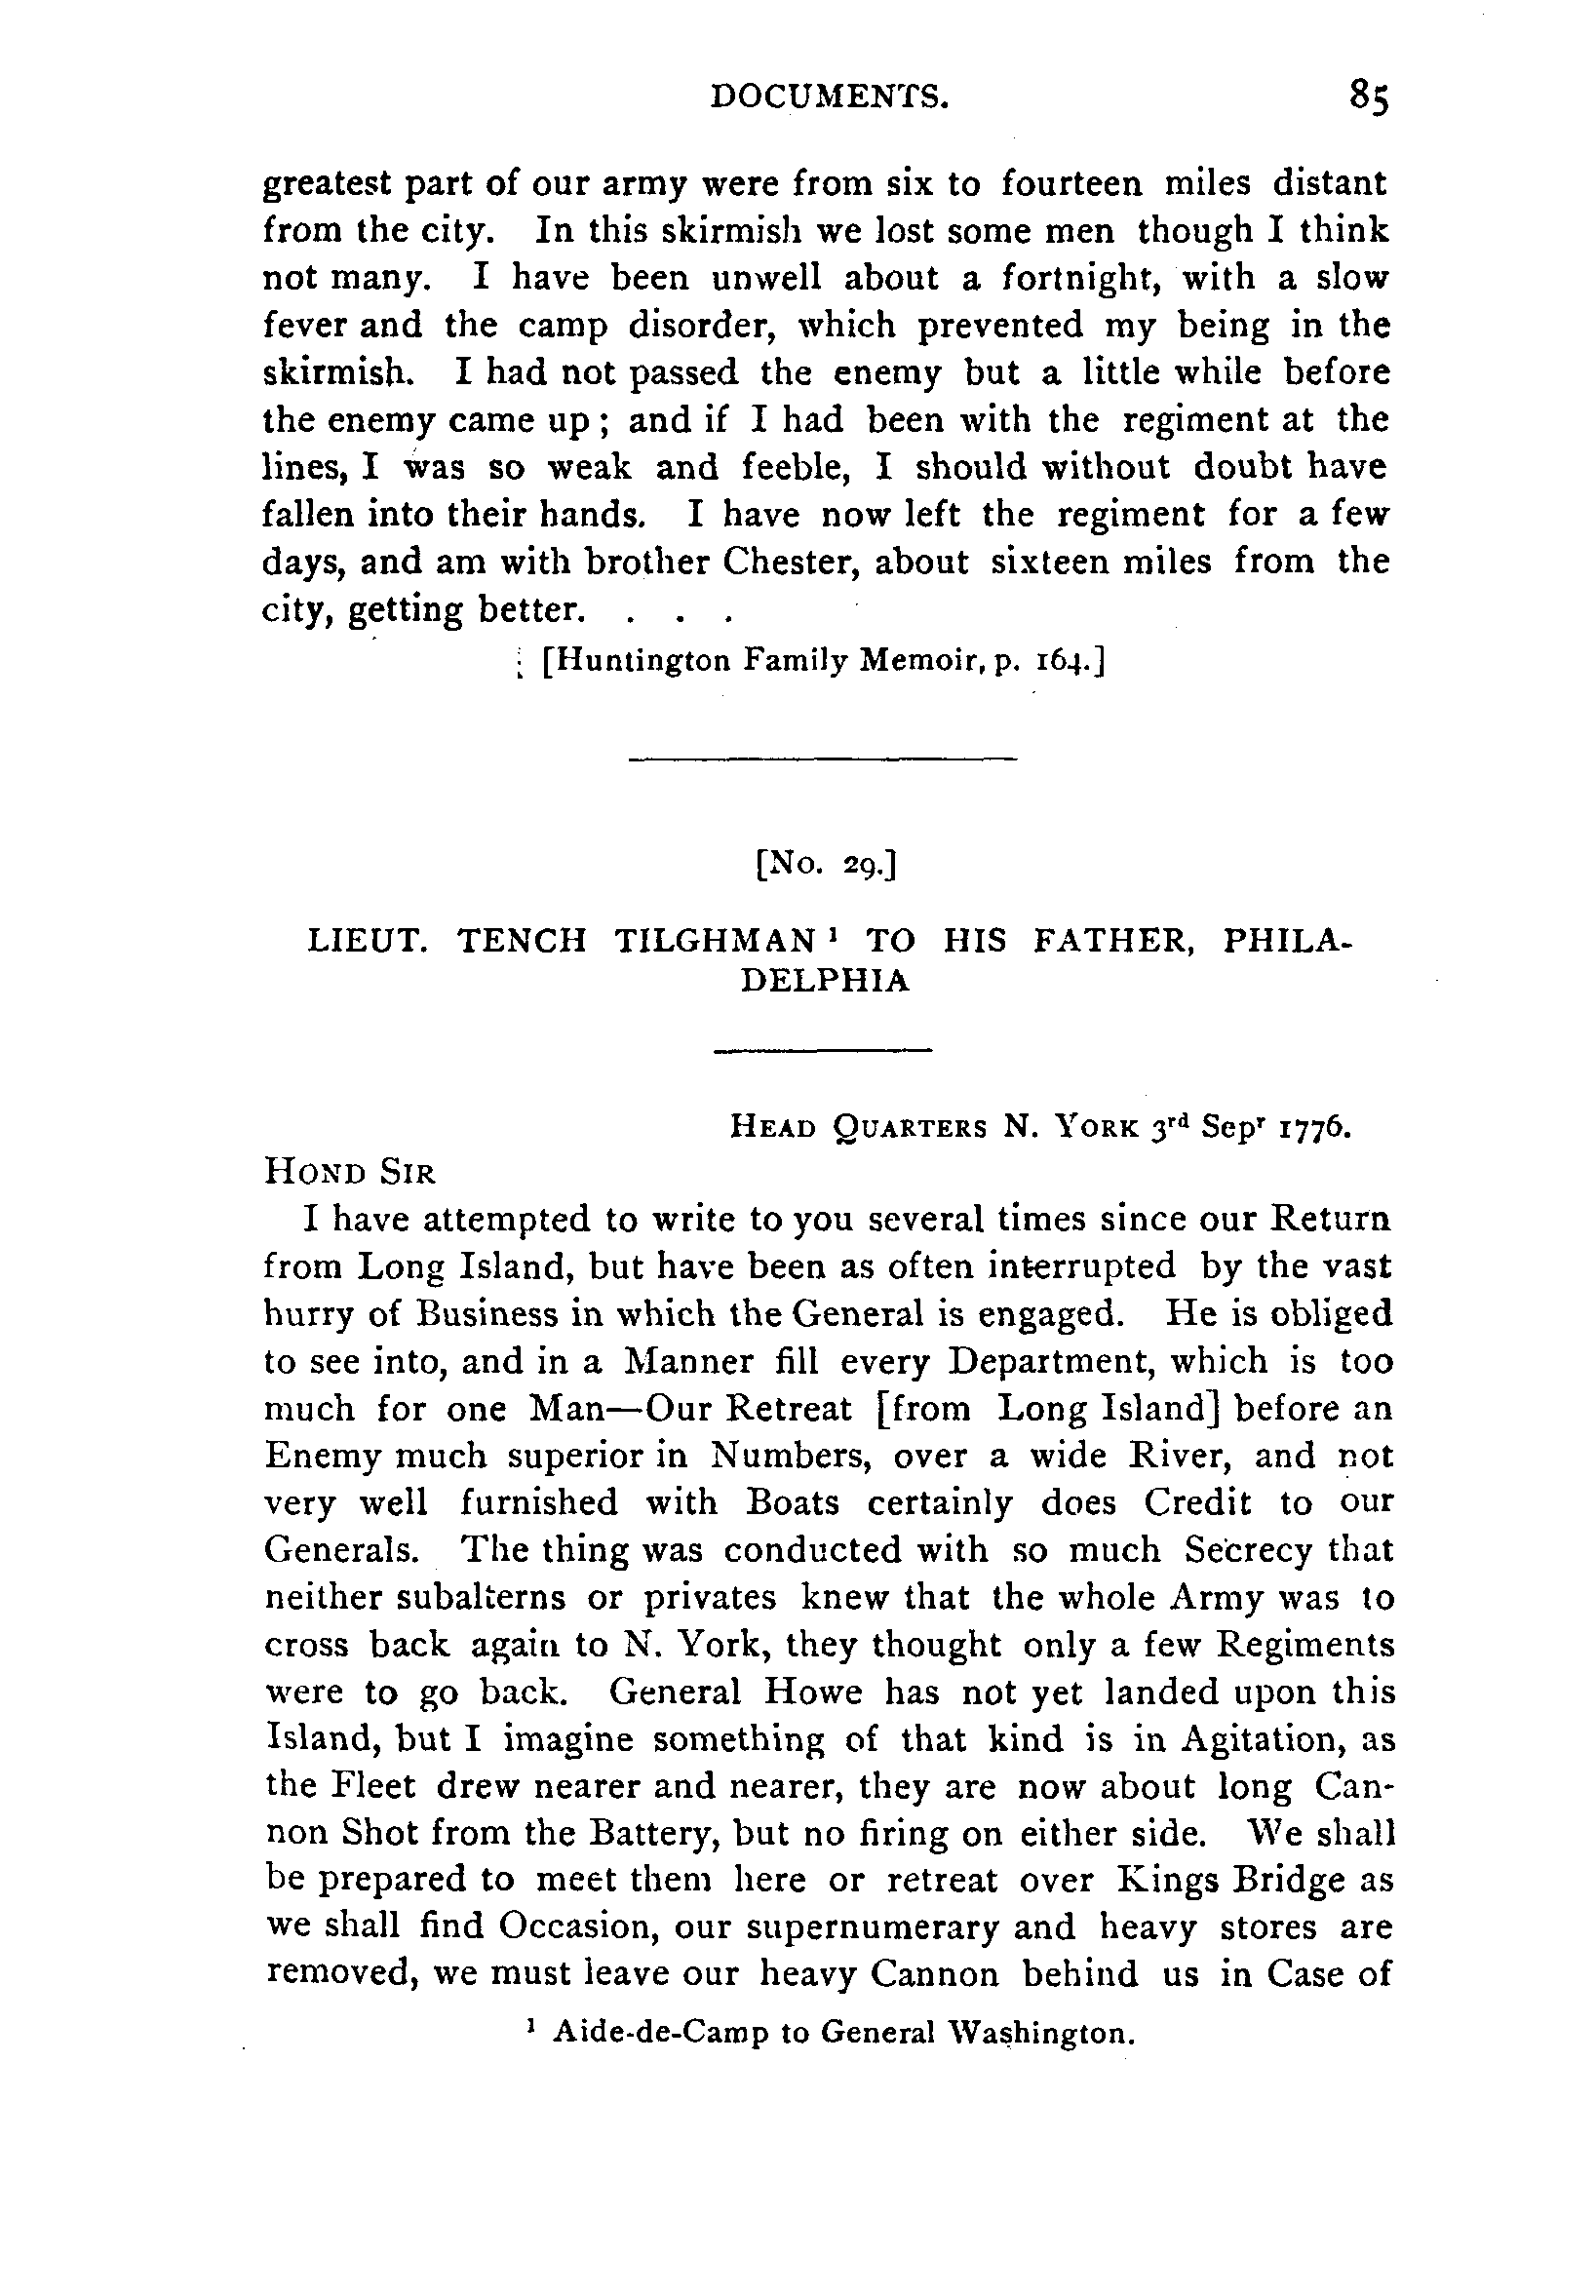 DOCUMENTS. 85
greatest part of our army were from six to fourteen miles distant
from the city. In this skirmish we lost some men though I think
not many. I have been unwell about a fortnight, with a slow
fever and the camp disorder, which prevented my being in the
skirmish. I had not passed the enemy but a little while before
the enemy came up; and if I had been with the regiment at the
lines, I was so weak and feeble, I should without doubt have
fallen into their hands. I have now left the regiment for a few
days, and am with brother Chester, about sixteen miles from the
city, getting better. . . .
[Huntington Family Memoir, p. 164.]
[No. 29.]
LIEUT. TENCH TILGHMAN ¹ TO HIS FATHER, PHILA-
DELPHIA
HEAD QUARTERS N. YORK 3rd Sepr 1776.
HOND SIR
I have attempted to write to you several times since our Return
from Long Island, but have been as often interrupted by the vast
hurry of Business in which the General is engaged. He is obliged
to see into, and in a Manner fill every Department, which is too
much for one Man—Our Retreat [from Long Island] before an
Enemy much superior in Numbers, over a wide River, and not
very well furnished with Boats certainly does Credit to our
Generals. The thing was conducted with so much Secrecy that
neither subalterns or privates knew that the whole Army was to
cross back again to N. York, they thought only a few Regiments
were to go back. General Howe has not yet landed upon this
Island, but I imagine something of that kind is in Agitation, as
the Fleet drew nearer and nearer, they are now about long Can-
non Shot from the Battery, but no firing on either side. We shall
be prepared to meet them here or retreat over Kings Bridge as
we shall find Occasion, our supernumerary and heavy stores are
removed, we must leave our heavy Cannon behind us in Case of
¹ Aide-de-Camp to General Washington.